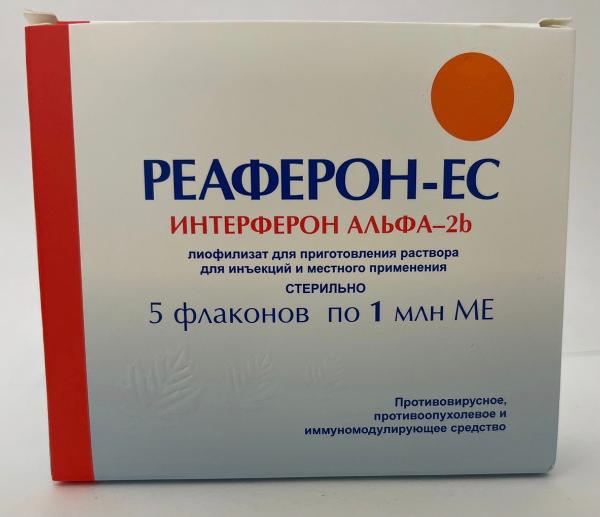 РЕАФЕРОН-ЕС
ИНТЕРФЕРОН АЛЬФА–2b
лиофилизат для приготовления раствора
для инъекций и местного применения
СТЕРИЛЬНО
5 флаконов по 1 млн МЕ
Противовирусное,
противоопухолевое и
иммуномодулирующее средство